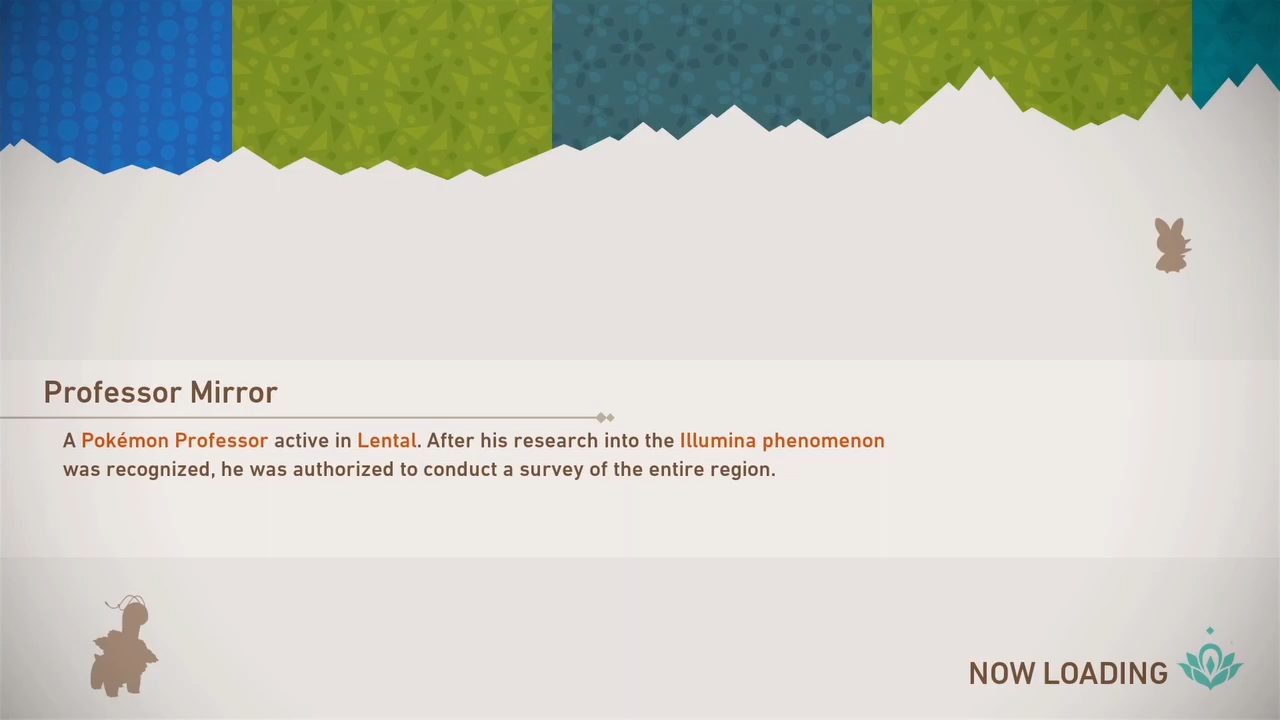 Professor Mirror
A Pokémon Professor active in Lental. After his research into the Illumina phenomenon
was recognized, he was authorized to conduct a survey of the entire region.
NOW LOADING